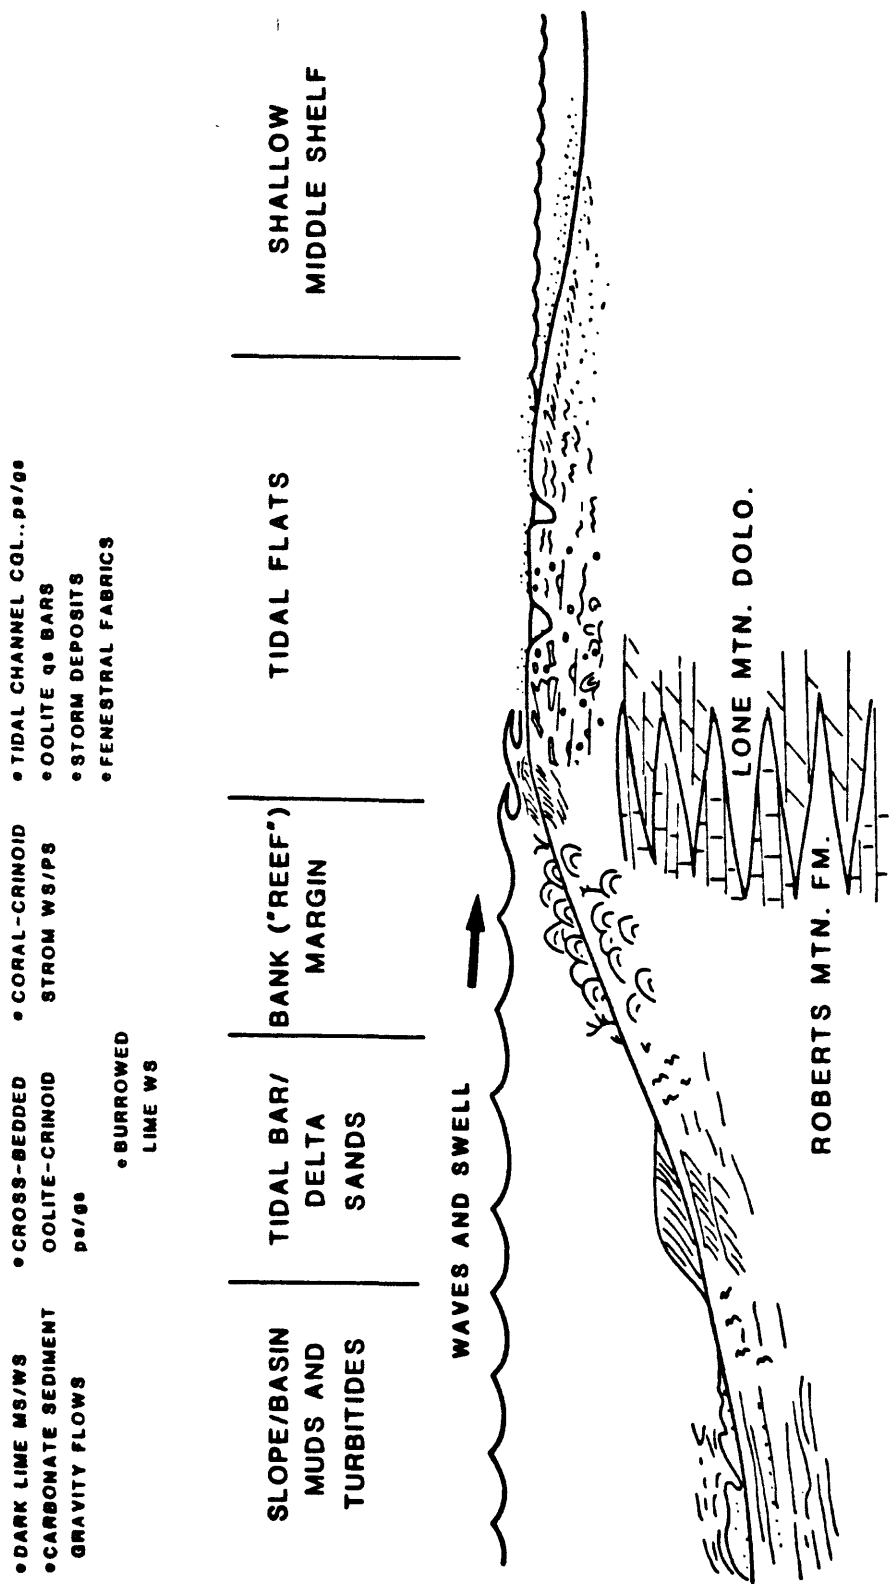 •DARK LIME MS/WS
•CARBONATE SEDIMENT
GRAVITY FLOWS
•CROSS-BEDDED
OOLITE-CRINOID
ps/gs
•BURROWED
LIME WS
•CORAL-CRINOID
STROM WS/PS
•TIDAL CHANNEL CGL., ps/gs
•OOLITE gs BARS
•STORM DEPOSITS
•FENESTRAL FABRICS
SLOPE/BASIN
MUDS AND
TURBITIDES
TIDAL BAR/
DELTA
SANDS
BANK ("REEF")
MARGIN
TIDAL FLATS
SHALLOW
MIDDLE SHELF
WAVES AND SWELL
LONE MTN. DOLO.
ROBERTS MTN. FM.